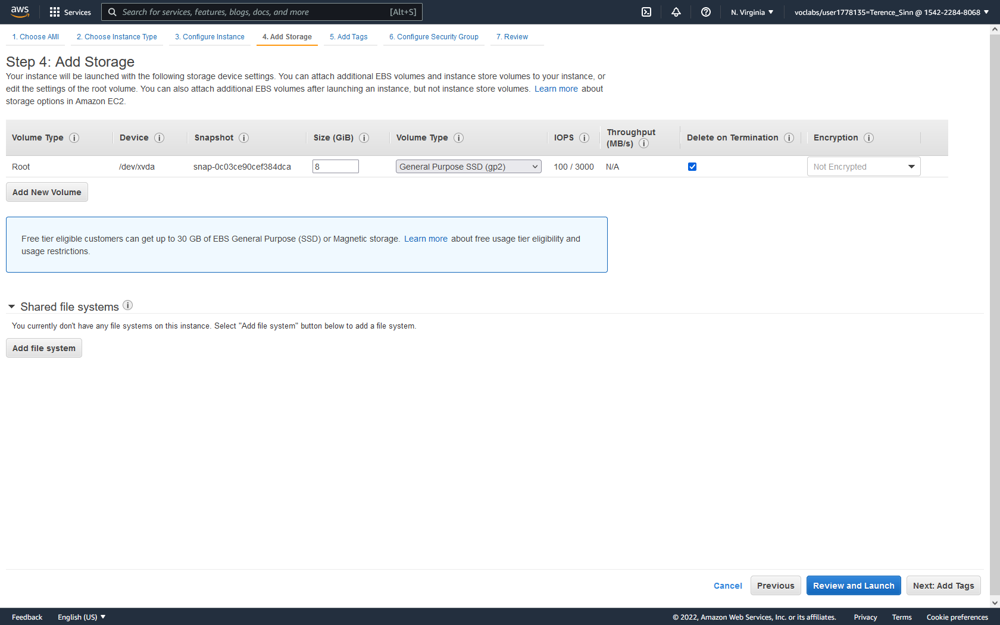 aws Services Search for services, features, blogs, docs, and more [Alt+S] N. Virginia voclabs/user1778135=Terence_Sinn @ 1542-2284-8068
1. Choose AMI 2. Choose Instance Type 3. Configure Instance 4. Add Storage 5. Add Tags 6. Configure Security Group 7. Review
Step 4: Add Storage
Your instance will be launched with the following storage device settings. You can attach additional EBS volumes and instance store volumes to your instance, or
edit the settings of the root volume. You can also attach additional EBS volumes after launching an instance, but not instance store volumes. Learn more about
storage options in Amazon EC2.
Volume Type Device Snapshot Size (GiB) Volume Type IOPS Throughput (MB/s) Delete on Termination Encryption
Root /dev/xvda snap-0c03ce90cef384dca 8 General Purpose SSD (gp2) 100 / 3000 N/A Not Encrypted
Add New Volume
Free tier eligible customers can get up to 30 GB of EBS General Purpose (SSD) or Magnetic storage. Learn more about free usage tier eligibility and
usage restrictions.
Shared file systems
You currently don't have any file systems on this instance. Select "Add file system" button below to add a file system.
Add file system
Cancel Previous Review and Launch Next: Add Tags
Feedback English (US) © 2022, Amazon Web Services, Inc. or its affiliates. Privacy Terms Cookie preferences